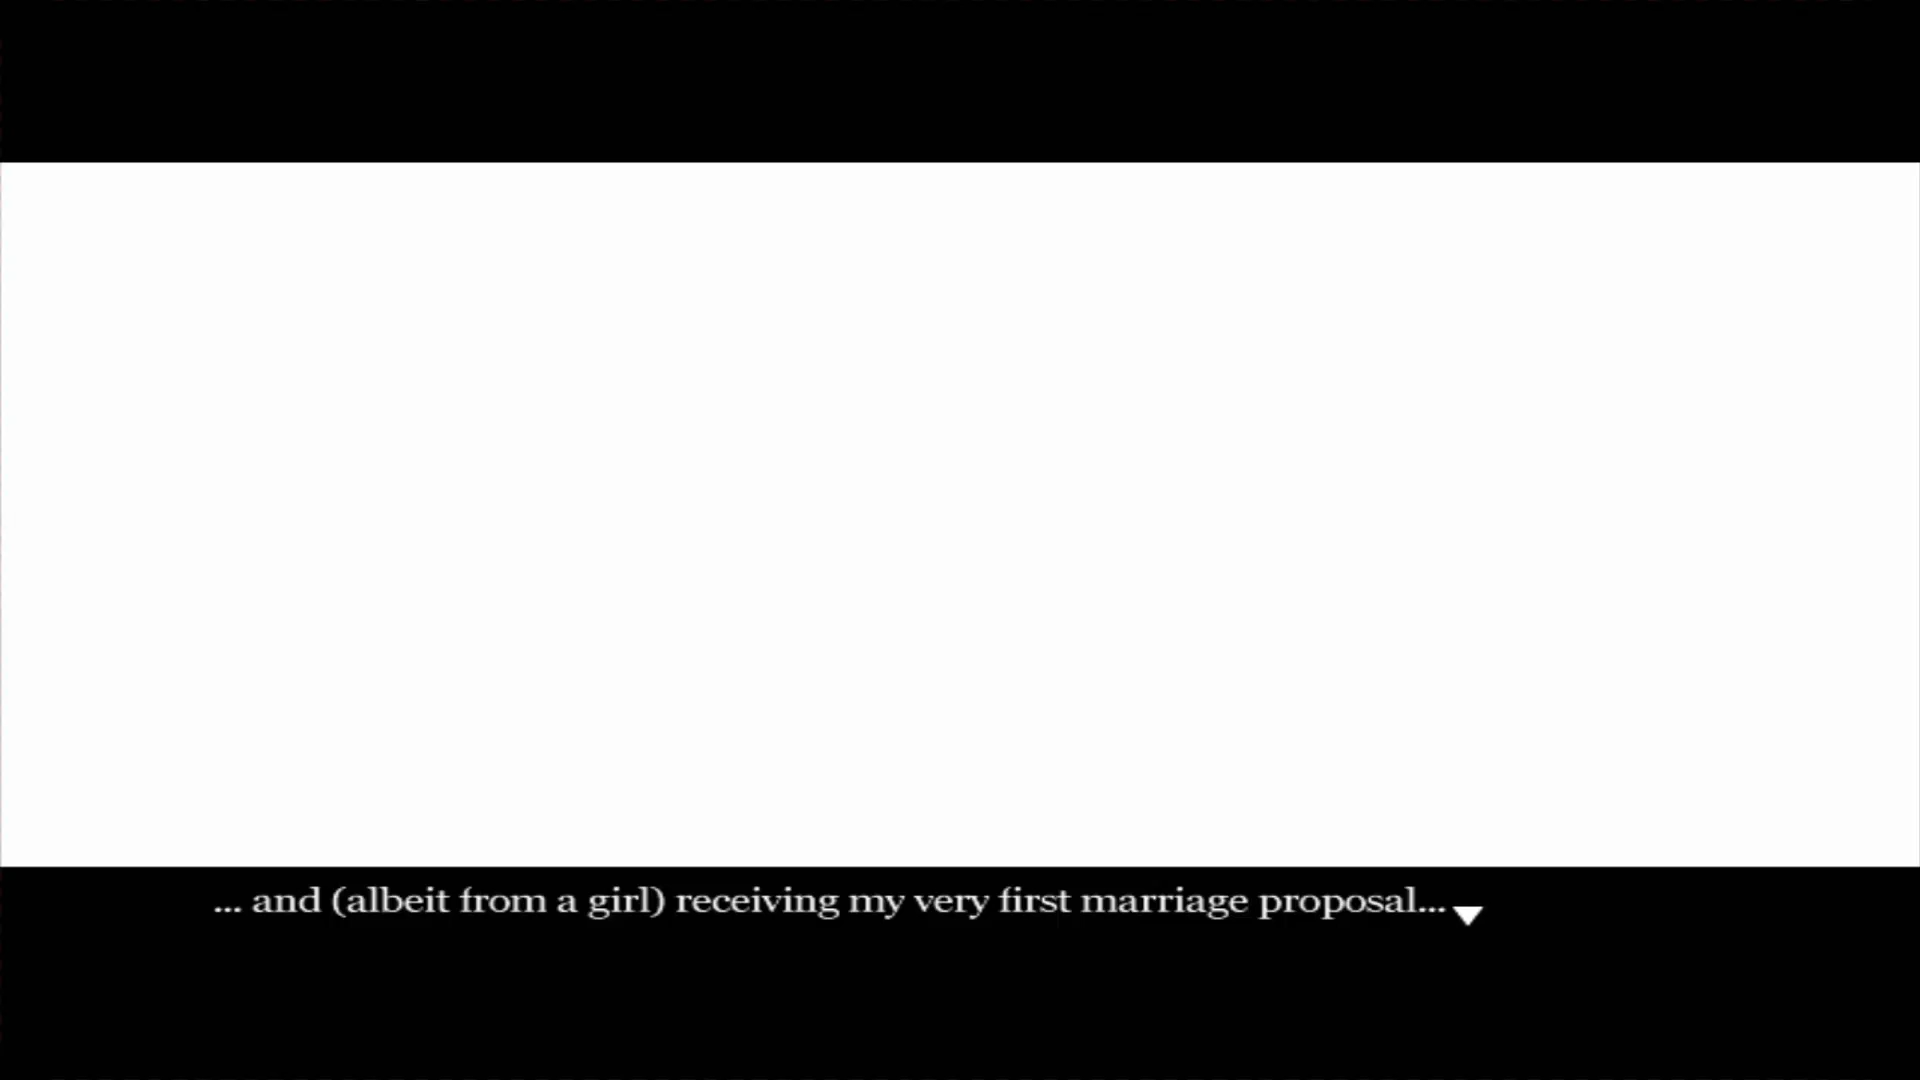 ... and (albeit from a girl) receiving my very first marriage proposal...